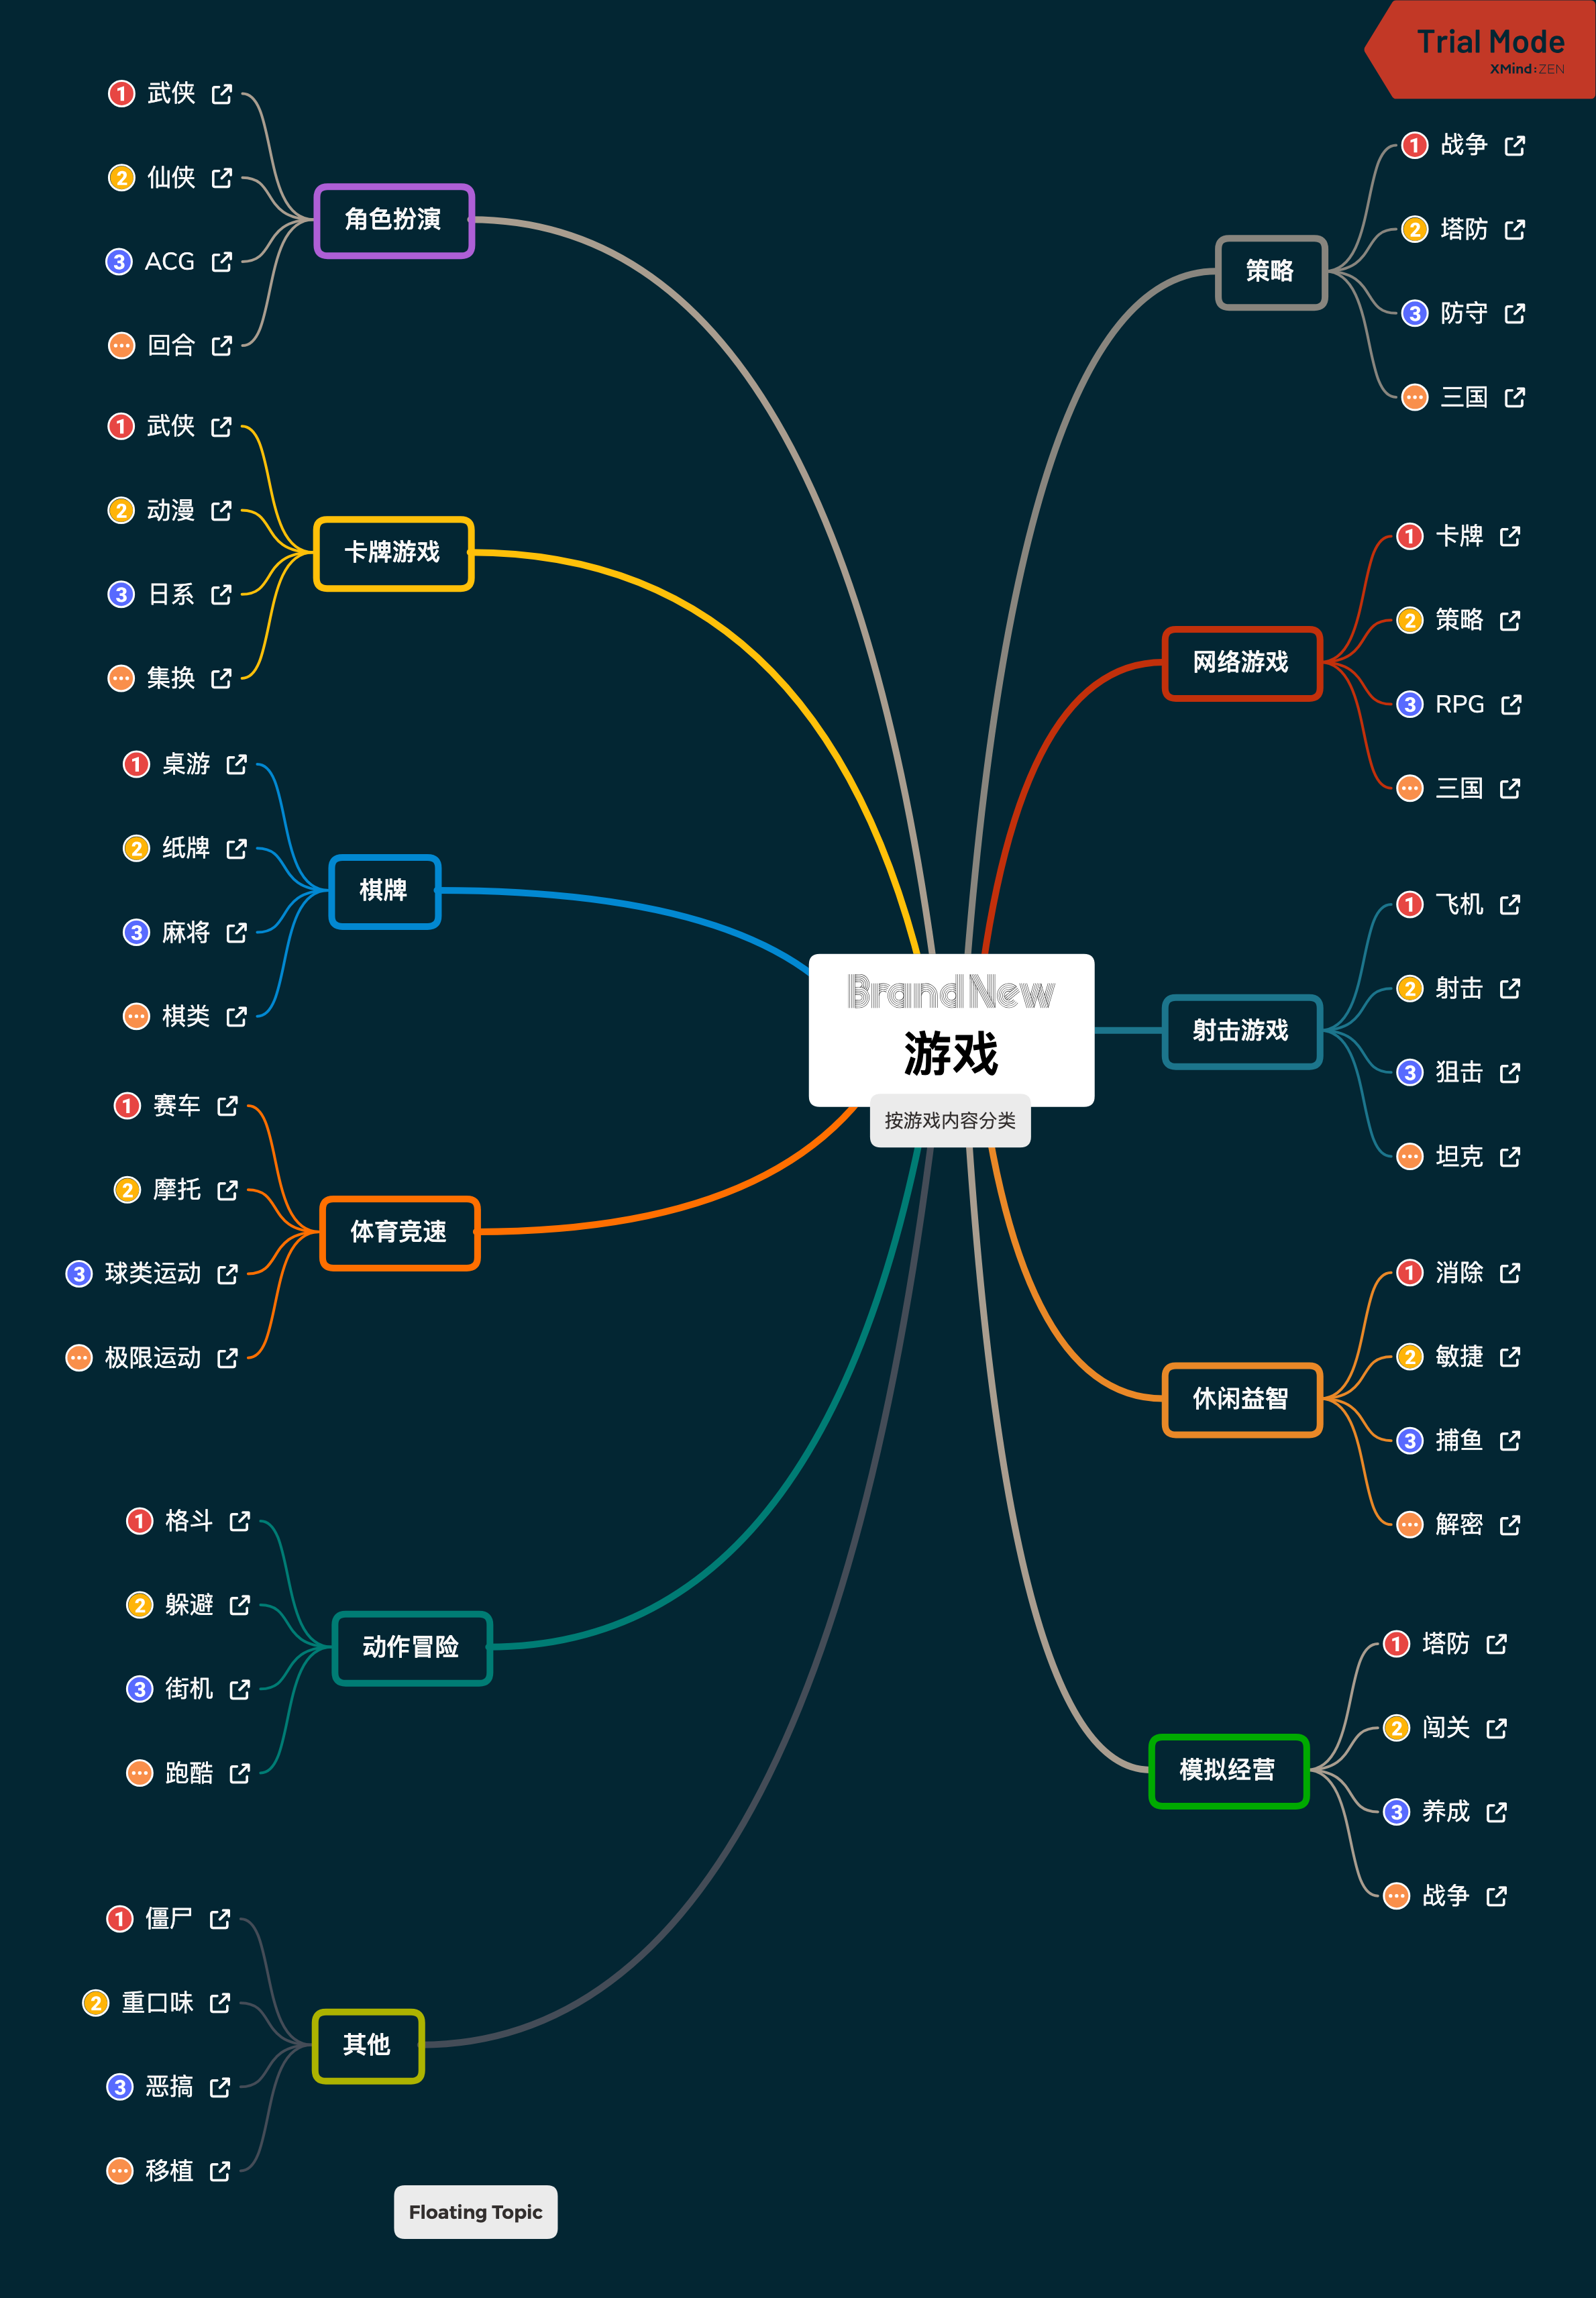 Trial Mode
XMind:ZEN
1 武侠
2 仙侠
3 ACG
回合
角色扮演
1 武侠
2 动漫
3 日系
集换
卡牌游戏
1 桌游
2 纸牌
3 麻将
棋类
棋牌
1 赛车
2 摩托
3 球类运动
极限运动
体育竞速
1 格斗
2 躲避
3 街机
跑酷
动作冒险
1 僵尸
2 重口味
3 恶搞
移植
其他
Brand New
游戏
按游戏内容分类
策略
1 战争
2 塔防
3 防守
三国
网络游戏
1 卡牌
2 策略
3 RPG
三国
射击游戏
1 飞机
2 射击
3 狙击
坦克
休闲益智
1 消除
2 敏捷
3 捕鱼
解密
模拟经营
1 塔防
2 闯关
3 养成
战争
Floating Topic